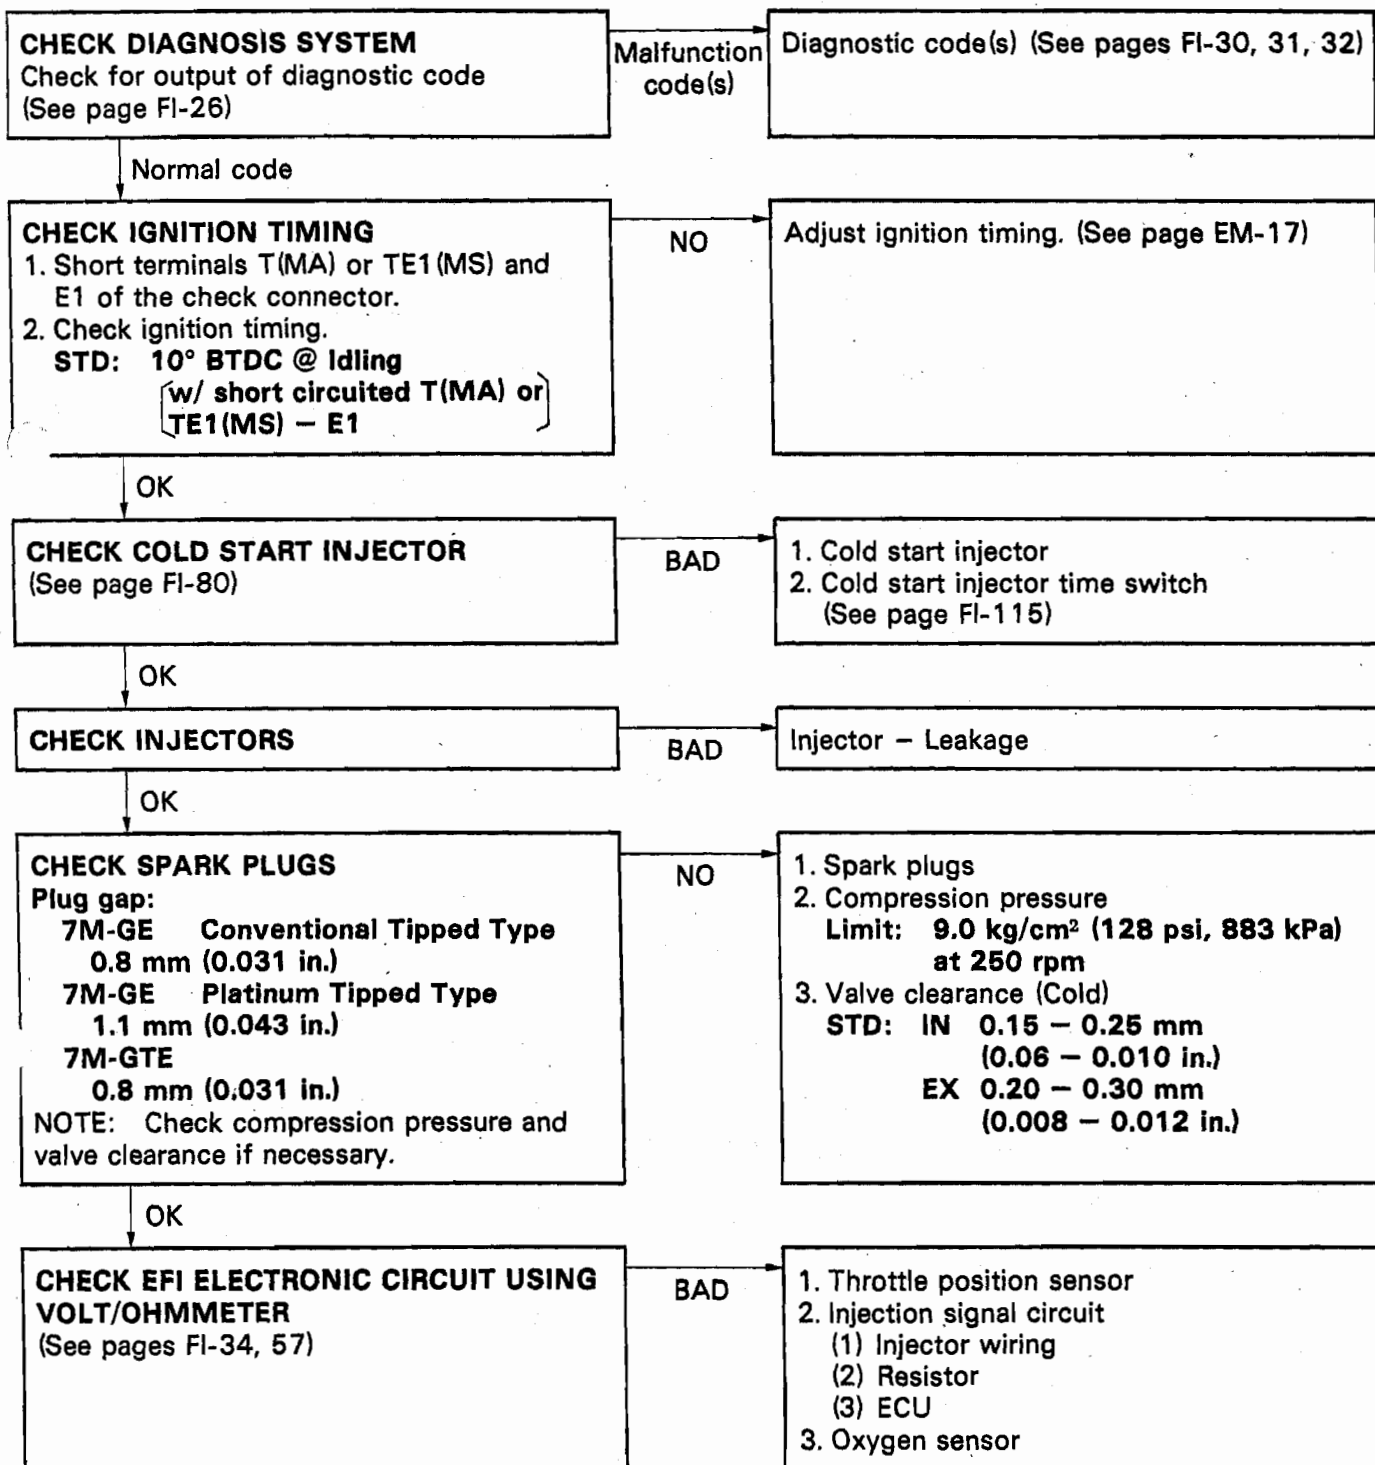 CHECK DIAGNOSIS SYSTEM
Check for output of diagnostic code
(See page FI-26)
Malfunction
code(s)
Diagnostic code(s) (See pages FI-30, 31, 32)
Normal code
CHECK IGNITION TIMING
1. Short terminals T(MA) or TE1(MS) and
E1 of the check connector.
2. Check ignition timing.
STD: 10° BTDC @ Idling
[w/ short circuited T(MA) or
TE1(MS) – E1]
NO
Adjust ignition timing. (See page EM-17)
OK
CHECK COLD START INJECTOR
(See page FI-80)
BAD
1. Cold start injector
2. Cold start injector time switch
(See page FI-115)
OK
CHECK INJECTORS
BAD
Injector – Leakage
OK
CHECK SPARK PLUGS
Plug gap:
7M-GE Conventional Tipped Type
0.8 mm (0.031 in.)
7M-GE Platinum Tipped Type
1.1 mm (0.043 in.)
7M-GTE
0.8 mm (0.031 in.)
NOTE: Check compression pressure and
valve clearance if necessary.
NO
1. Spark plugs
2. Compression pressure
Limit: 9.0 kg/cm² (128 psi, 883 kPa)
at 250 rpm
3. Valve clearance (Cold)
STD: IN 0.15 – 0.25 mm
(0.06 – 0.010 in.)
EX 0.20 – 0.30 mm
(0.008 – 0.012 in.)
OK
CHECK EFI ELECTRONIC CIRCUIT USING
VOLT/OHMMETER
(See pages FI-34, 57)
BAD
1. Throttle position sensor
2. Injection signal circuit
(1) Injector wiring
(2) Resistor
(3) ECU
3. Oxygen sensor